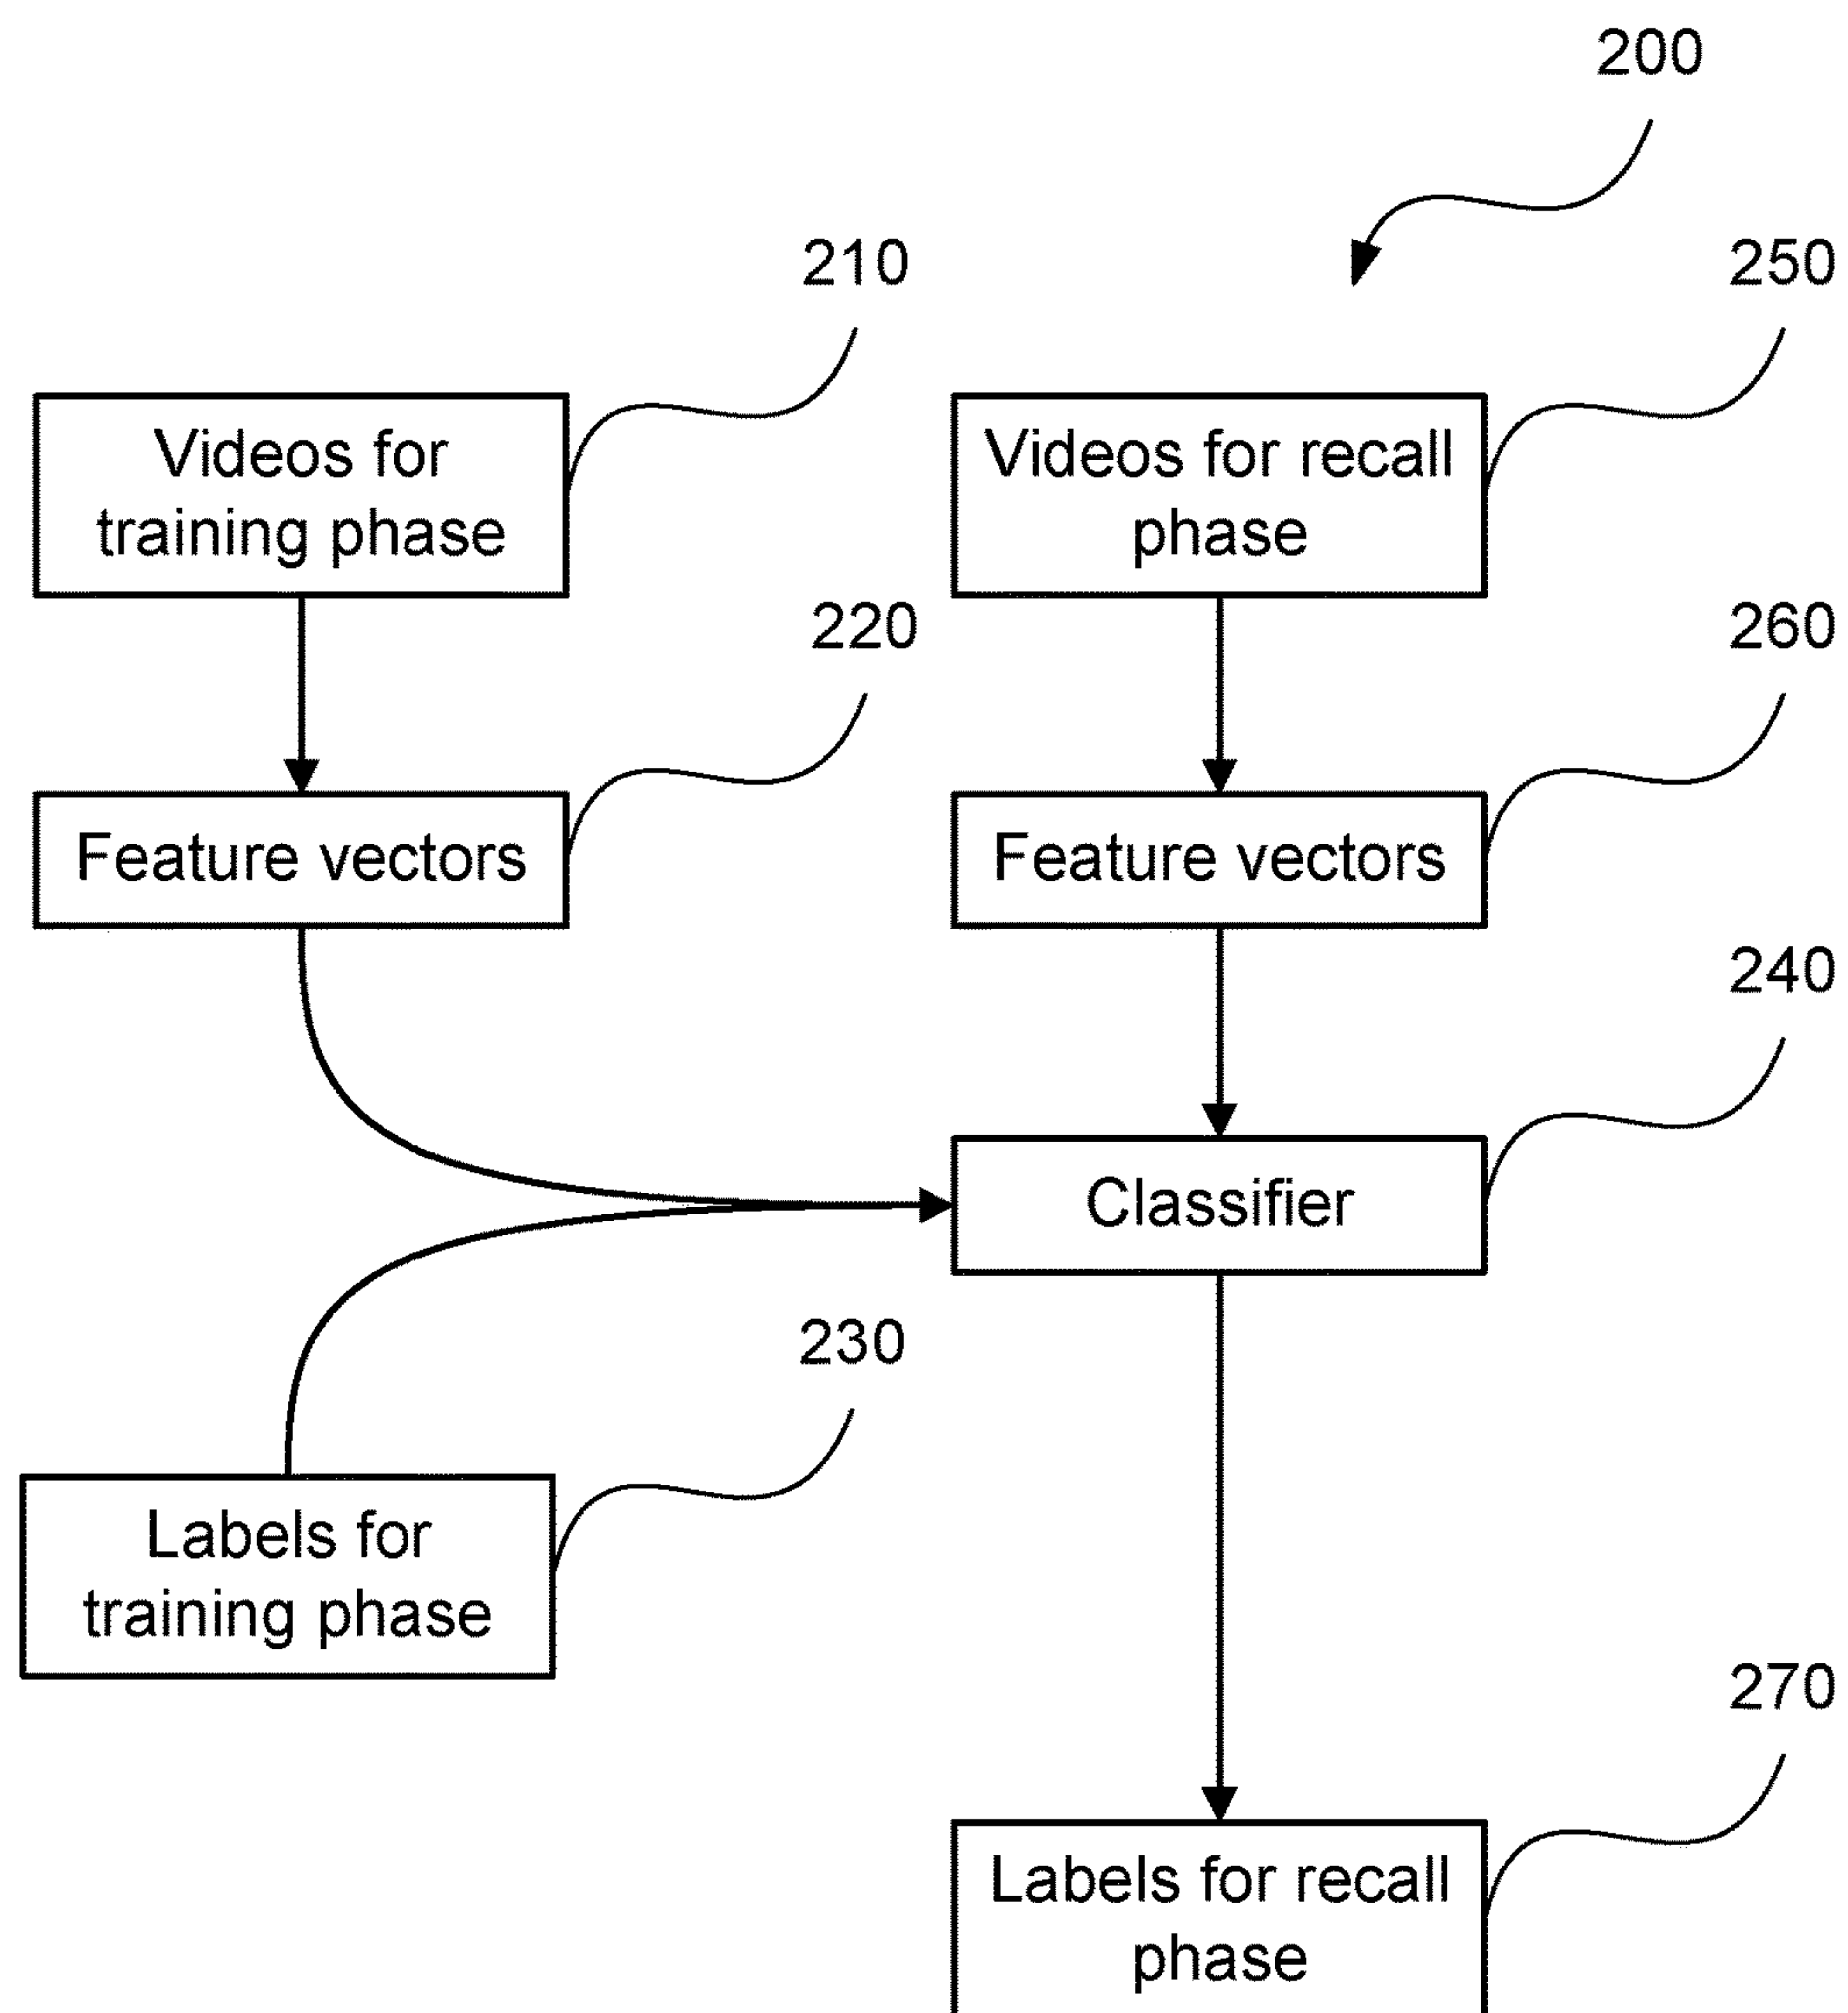 200
210
250
Videos for
training phase
Videos for recall
phase
220
260
Feature vectors
Feature vectors
240
Classifier
230
Labels for
training phase
270
Labels for recall
phase